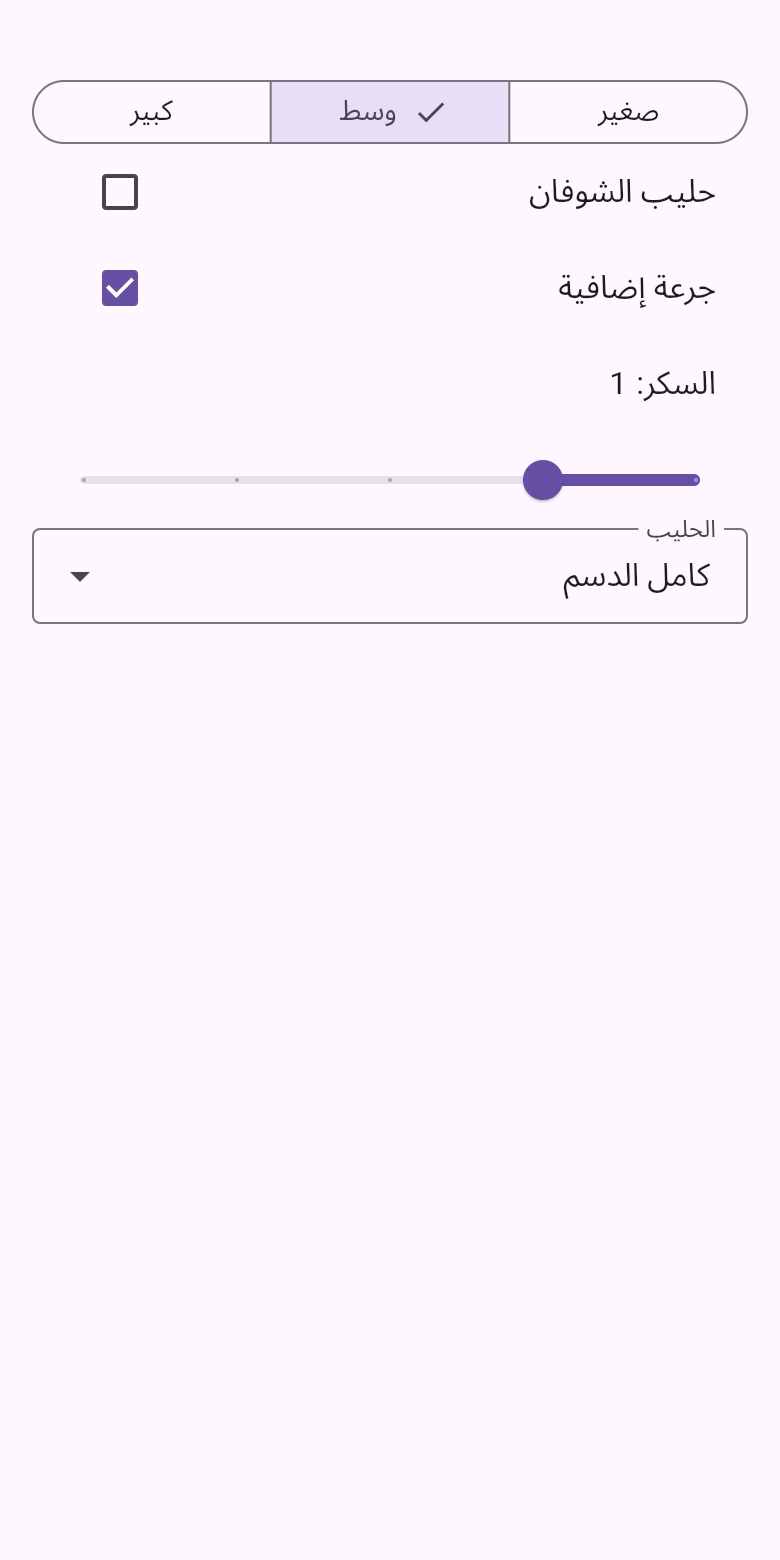 صغير وسط كبير
حليب الشوفان
جرعة إضافية
السكر: 1
الحليب
كامل الدسم